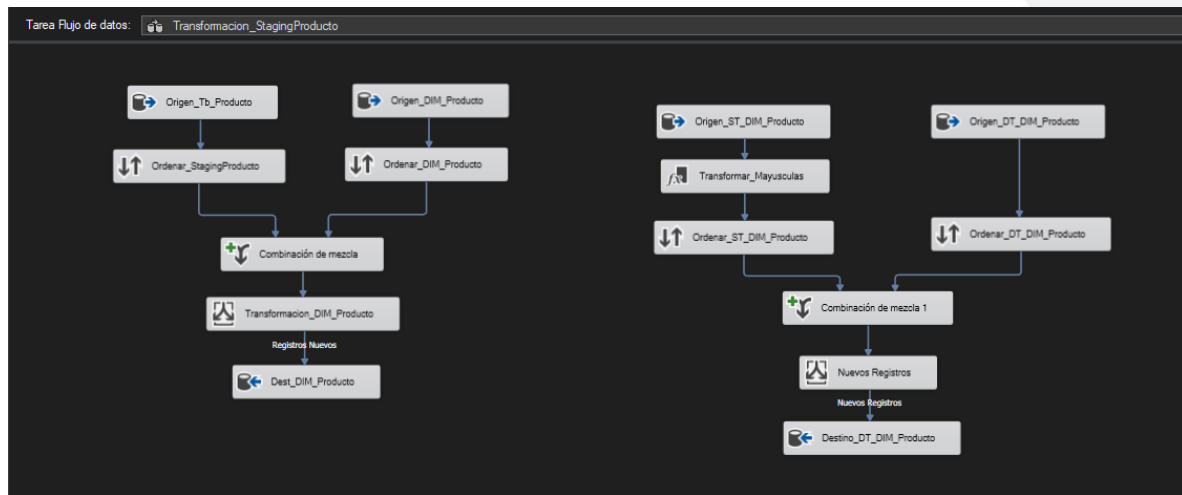 Tarea Flujo de datos: Transformacion_StagingProducto
Origen_Tb_Producto
Origen_DIM_Producto
Ordenar_StagingProducto
Ordenar_DIM_Producto
Combinación de mezcla
Transformacion_DIM_Producto
Registros Nuevos
Dest_DIM_Producto
Origen_ST_DIM_Producto
Origen_DT_DIM_Producto
Transformar_Mayusculas
Ordenar_ST_DIM_Producto
Ordenar_DT_DIM_Producto
Combinación de mezcla 1
Nuevos Registros
Nuevos Registros
Destino_DT_DIM_Producto